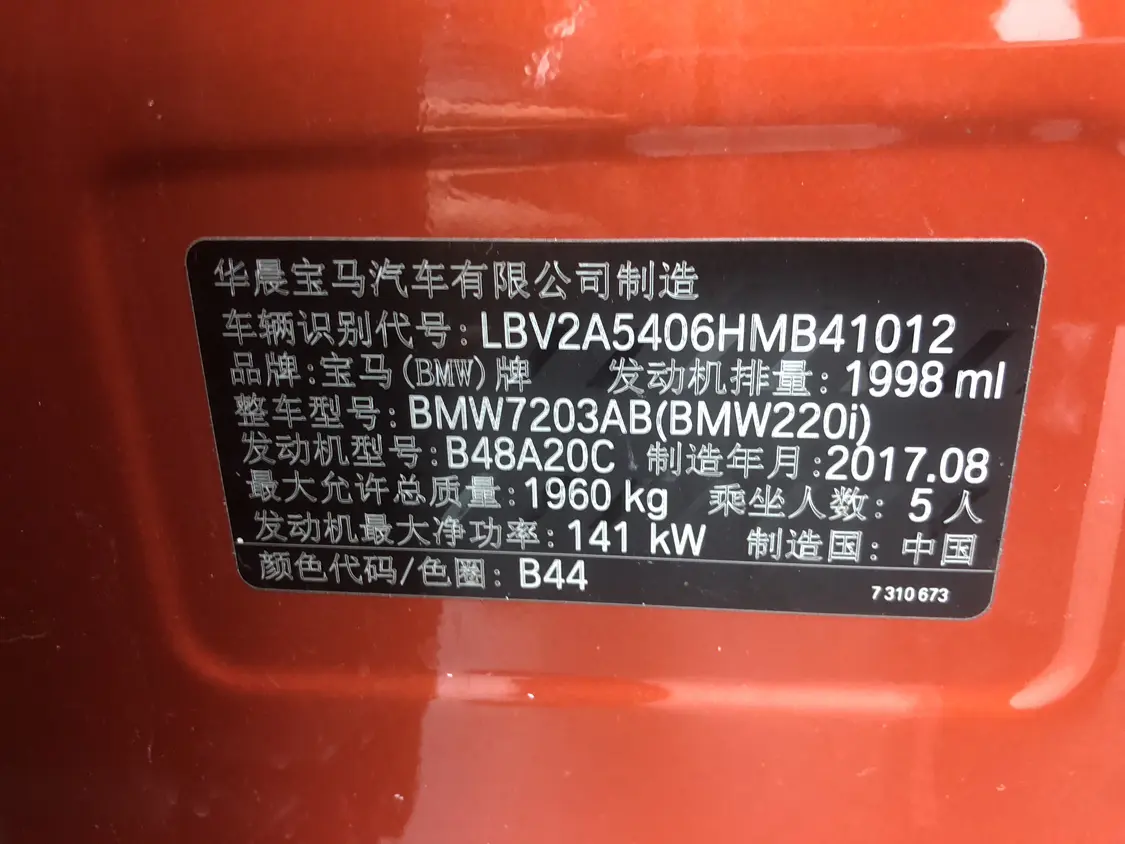 华晨宝马汽车有限公司制造
车辆识别代号:LBV2A5406HMB41012
品牌:宝马(BMW)牌 发动机排量:1998 ml
整车型号:BMW7203AB(BMW220i)
发动机型号:B48A20C 制造年月:2017.08
最大允许总质量:1960 kg 乘坐人数:5 人
发动机最大净功率:141 kW 制造国:中国
颜色代码/色圈:B44 7 310 673